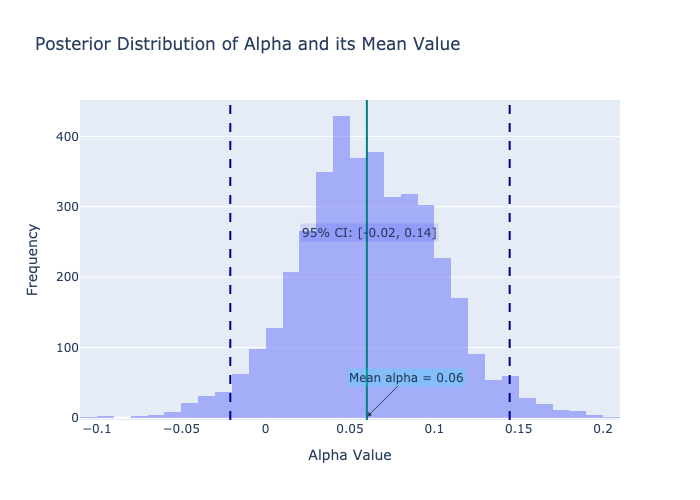 Posterior Distribution of Alpha and its Mean Value
400
300
200
100
0
Frequency
95% CI: [-0.02, 0.14]
Mean alpha = 0.06
−0.1
−0.05
0
0.05
0.1
0.15
0.2
Alpha Value